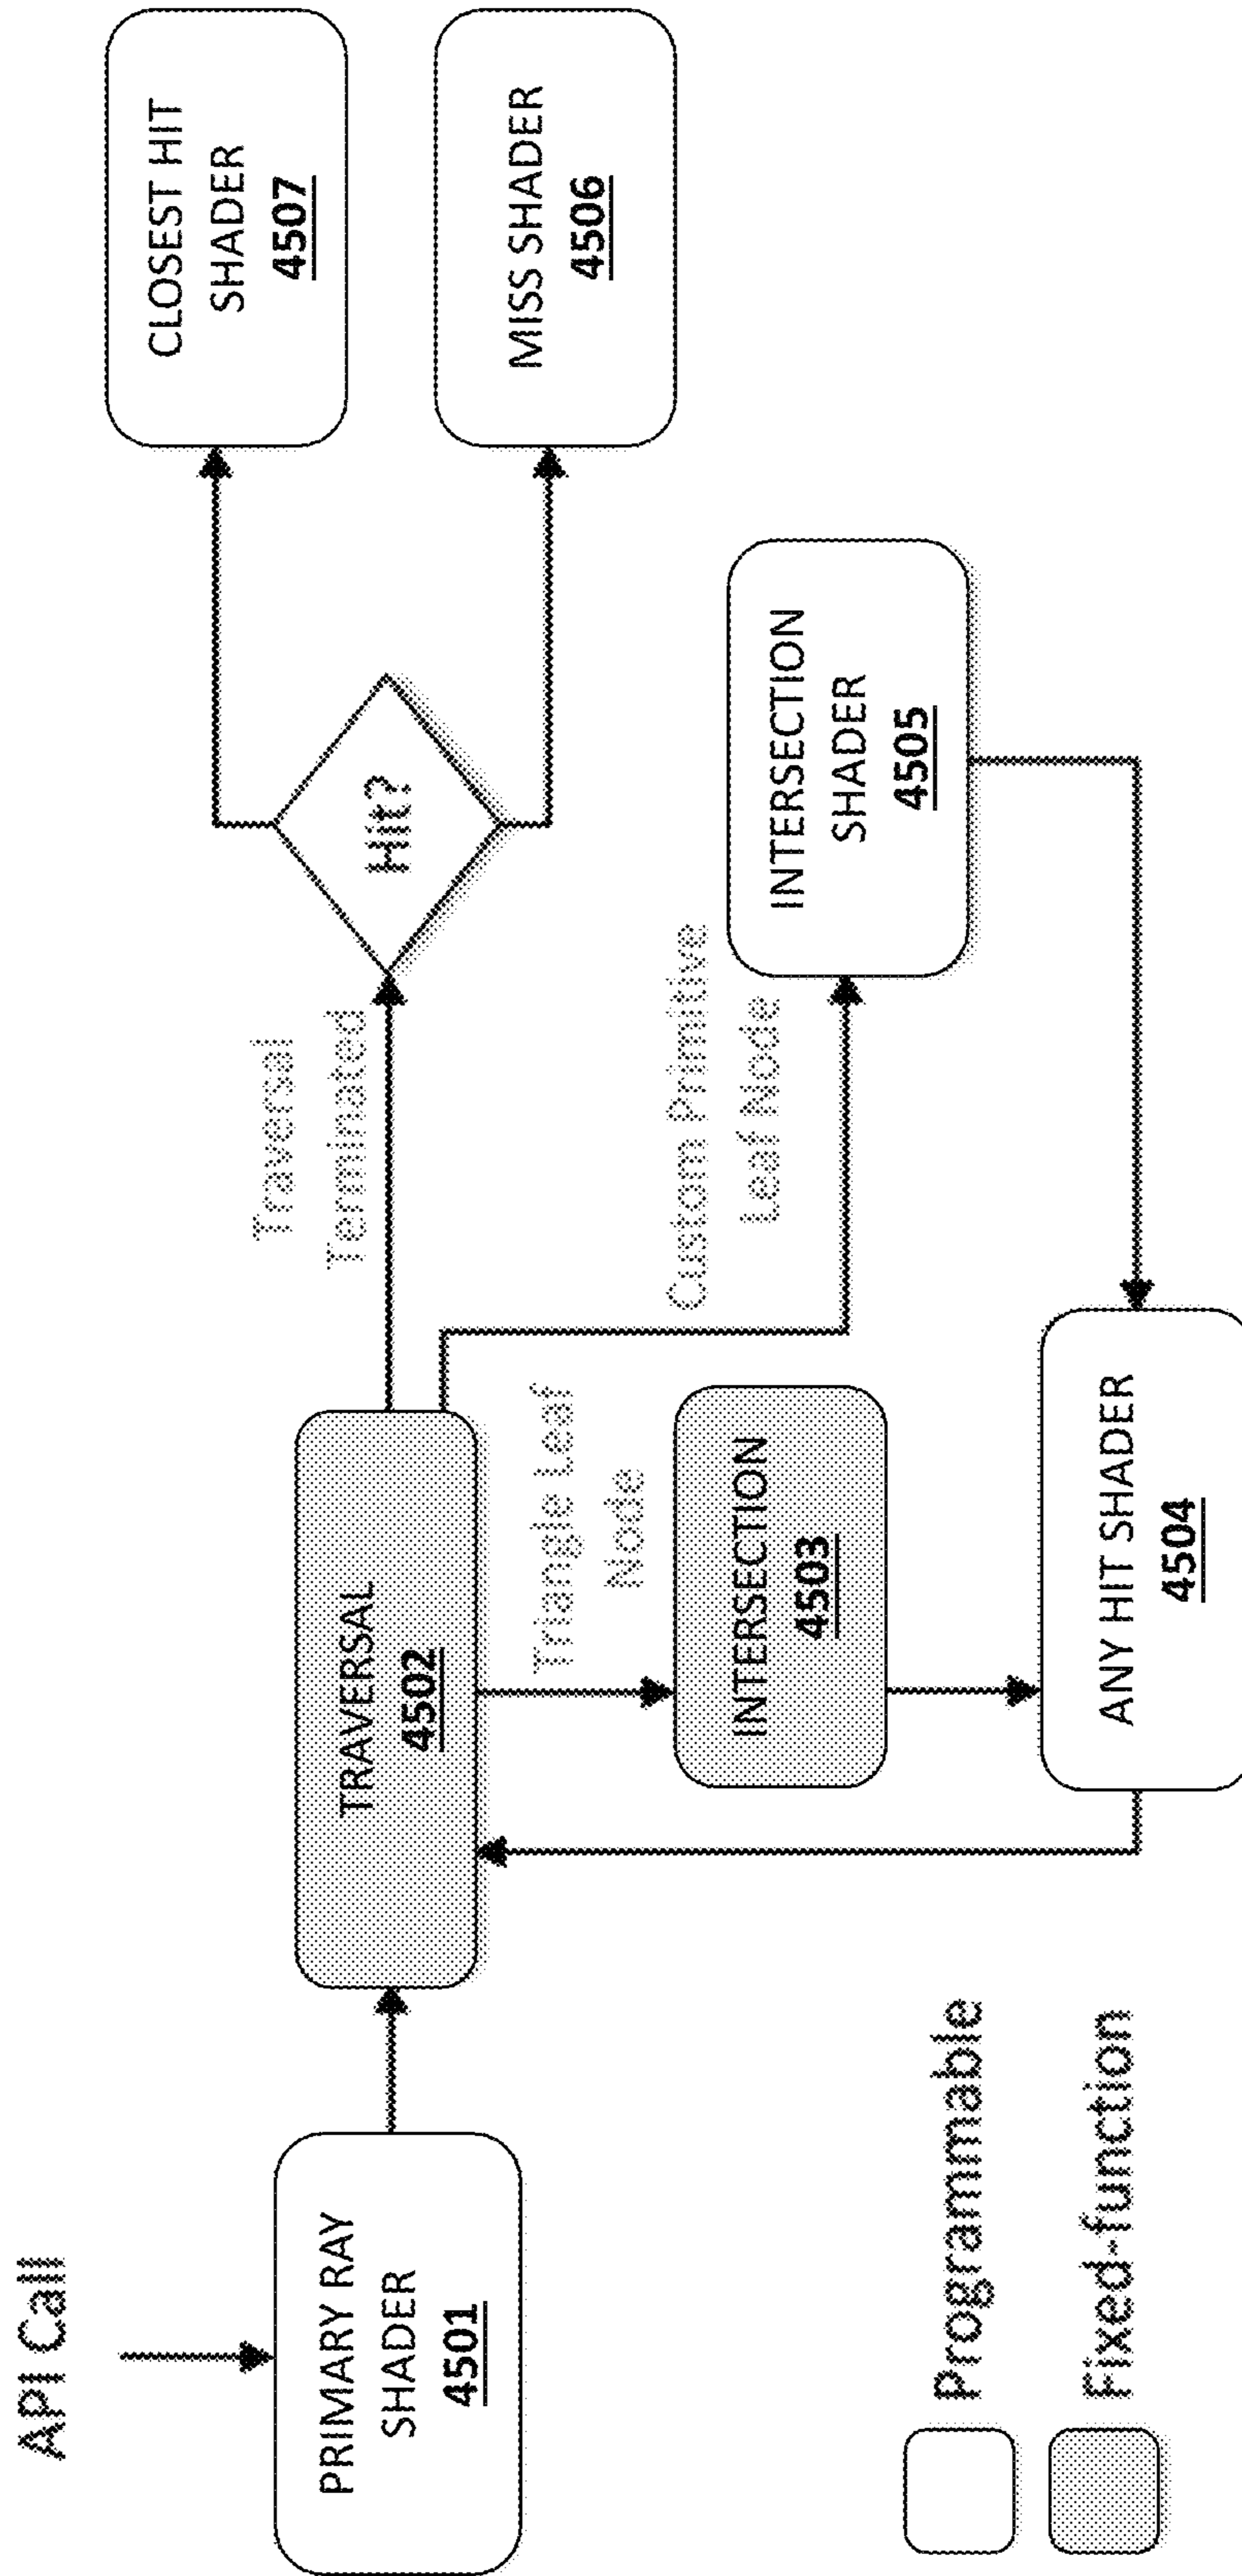 API Call
PRIMARY RAY
SHADER
4501
TRAVERSAL
4502
Traversal
Terminated
Hit?
CLOSEST HIT
SHADER
4507
MISS SHADER
4506
Triangle Leaf
Node
INTERSECTION
4503
Custom Primitive
Leaf Node
INTERSECTION
SHADER
4505
ANY HIT SHADER
4504
Programmable
Fixed-function